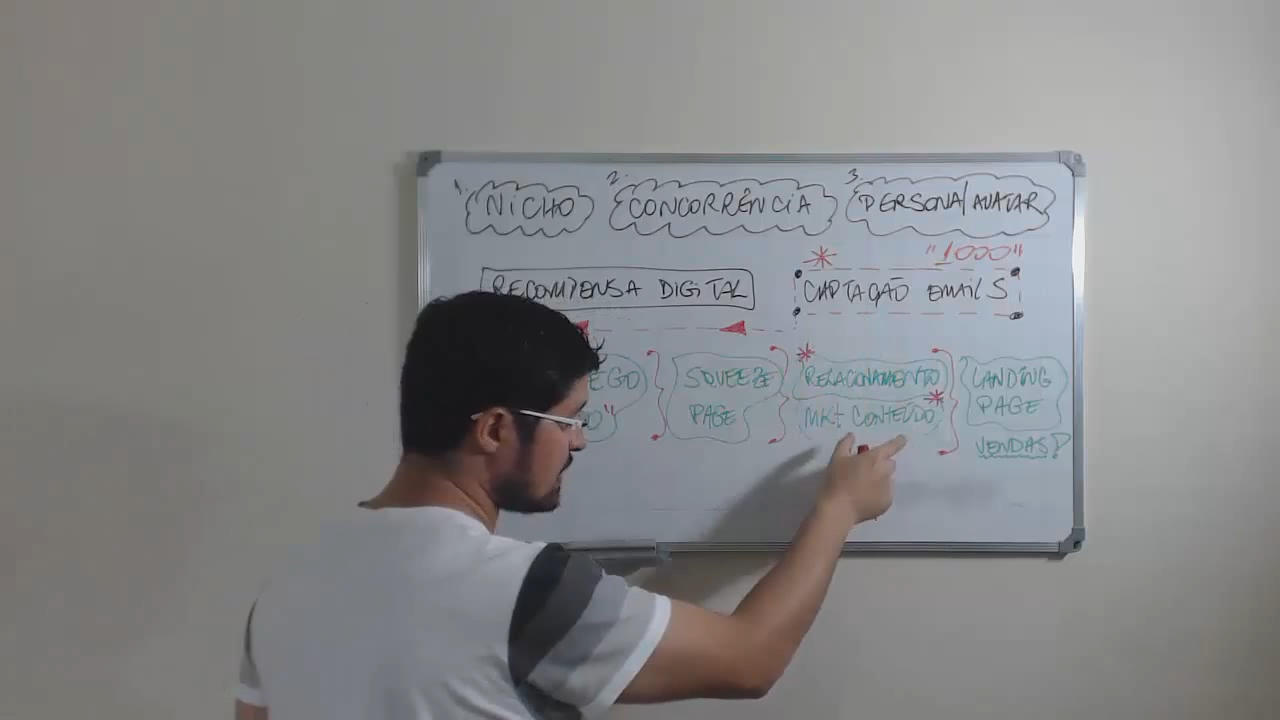 1. NICHO 2. CONCORRÊNCIA 3. PERSONA/AVATAR
"1000"
RECOMPENSA DIGITAL CAPTAÇÃO EMAILS
SQUEEZE PAGE
RELACIONAMENTO
MKT CONTEÚDO
LANDING PAGE
VENDAS?